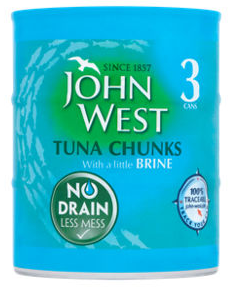 SINCE 1857
JOHN
WEST
3
CANS
TUNA CHUNKS
With a little BRINE
NO
DRAIN
LESS MESS
100%
TRACEABLE